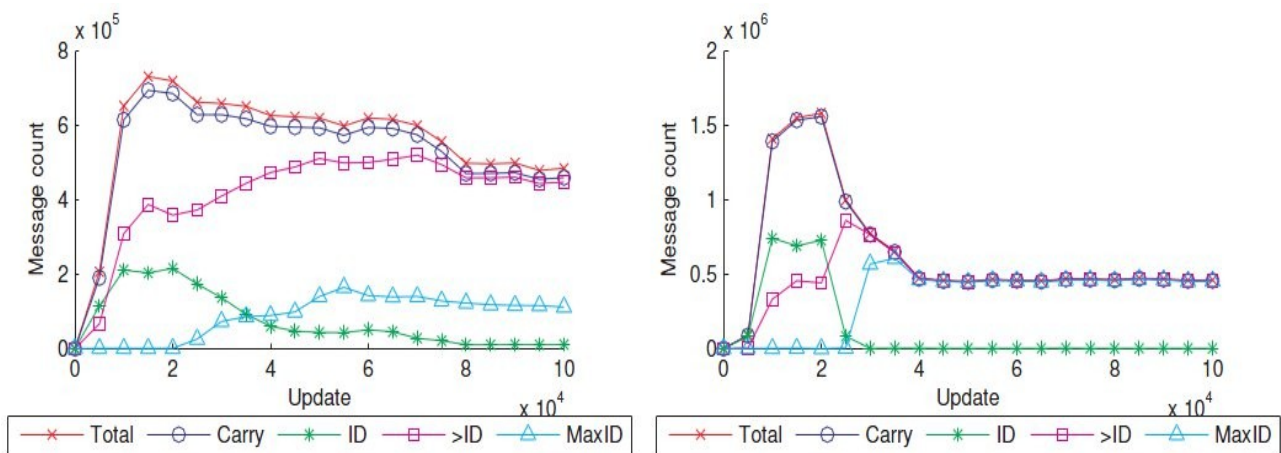 x 10^5
8
6
4
2
0
Message count
0 2 4 6 8 10
Update
x 10^4
Total Carry ID >ID MaxID
x 10^6
2
1.5
1
0.5
0
Message count
0 2 4 6 8 10
Update
x 10^4
Total Carry ID >ID MaxID